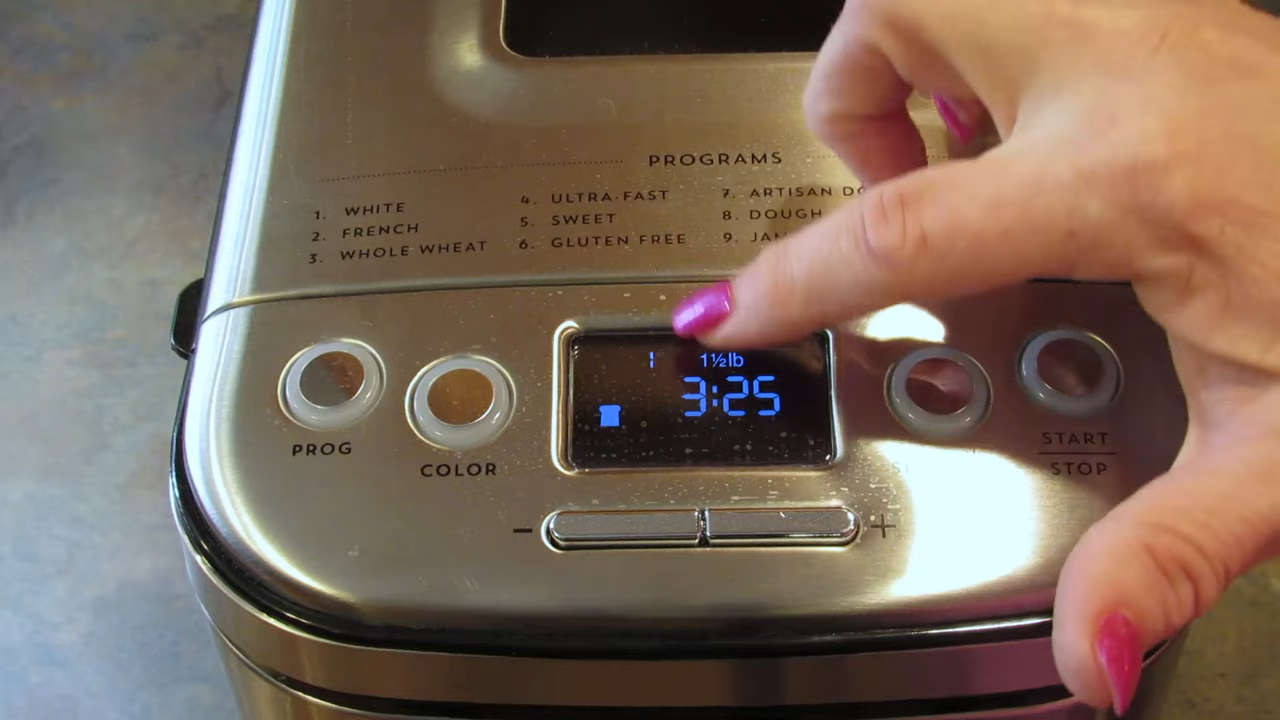 PROGRAMS
1. WHITE
2. FRENCH
3. WHOLE WHEAT
4. ULTRA-FAST
5. SWEET
6. GLUTEN FREE
7. ARTISAN
8. DOUGH
9.
1 1½lb
3:25
PROG
COLOR
START
STOP
- +